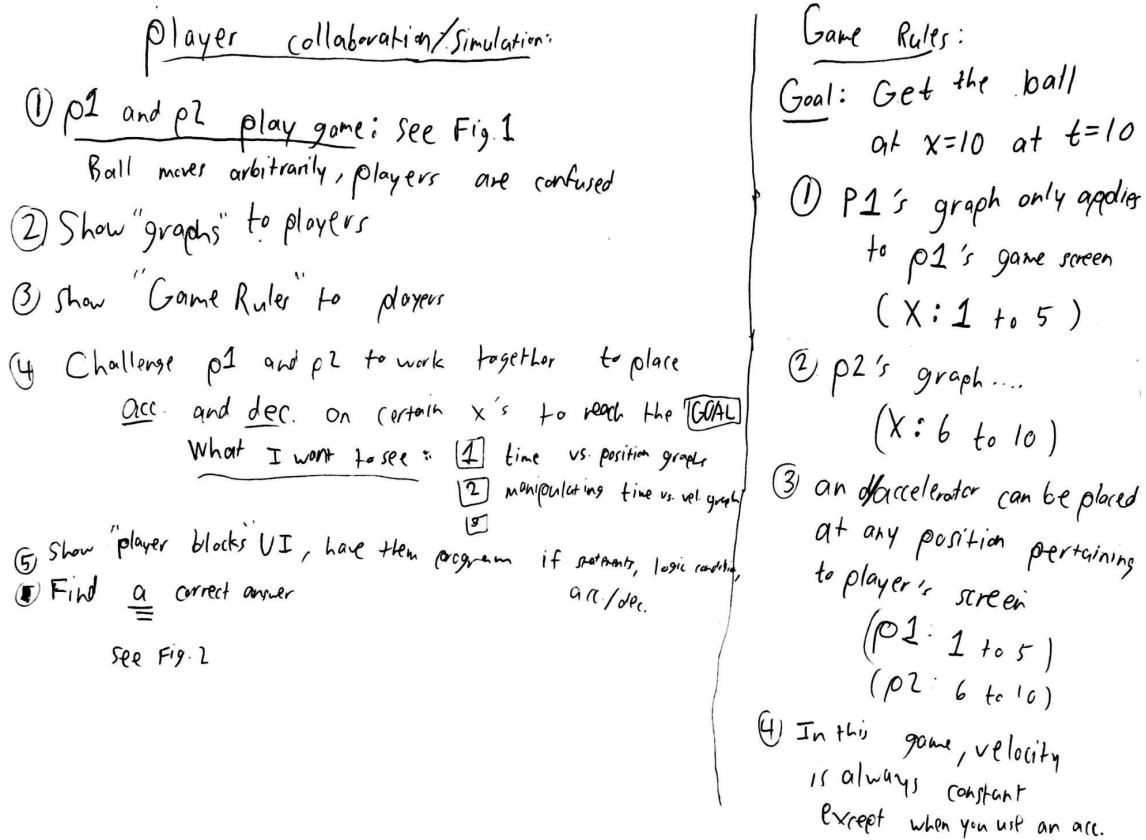 Player collaboration/Simulation:
① p1 and p2 play game: See Fig. 1
Ball moves arbitrarily, players are confused
② Show "graphs" to players
③ show "Game Rules" to players
④ Challenge p1 and p2 to work together to place
acc. and dec. on certain x's to reach the GOAL
What I want to see: 1 time vs. position graphs
2 manipulating time vs. vel. graph
3
⑤ Show "player blocks" UI, have them program if statements, logic condition,
acc./dec.
Find a correct answer
See Fig. 2
Game Rules:
Goal: Get the ball
at x=10 at t=10
① P1's graph only applies
to p1's game screen
(X: 1 to 5)
② p2's graph....
(X: 6 to 10)
③ an accelerator can be placed
at any position pertaining
to player's screen
(p1: 1 to 5)
(p2: 6 to 10)
④ In this game, velocity
is always constant
except when you use an acc.